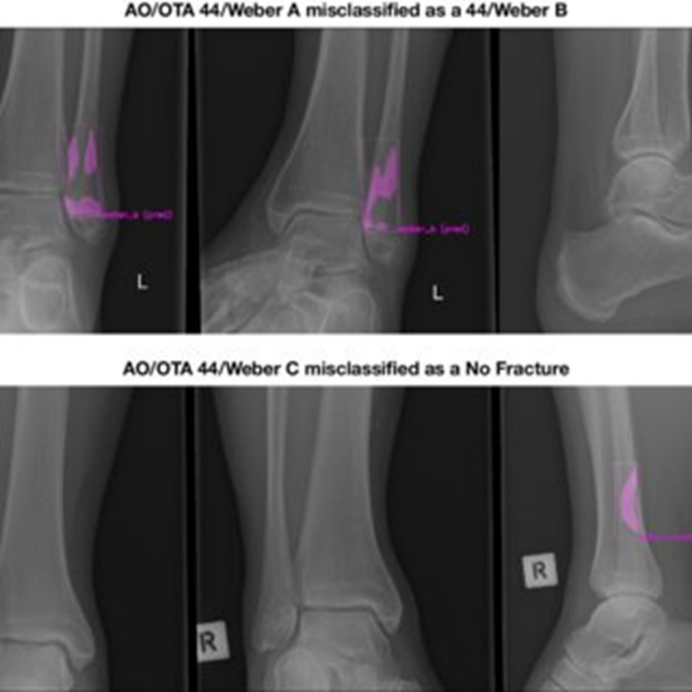 AO/OTA 44/Weber A misclassified as a 44/Weber B
L
L
AO/OTA 44/Weber C misclassified as a No Fracture
R
R